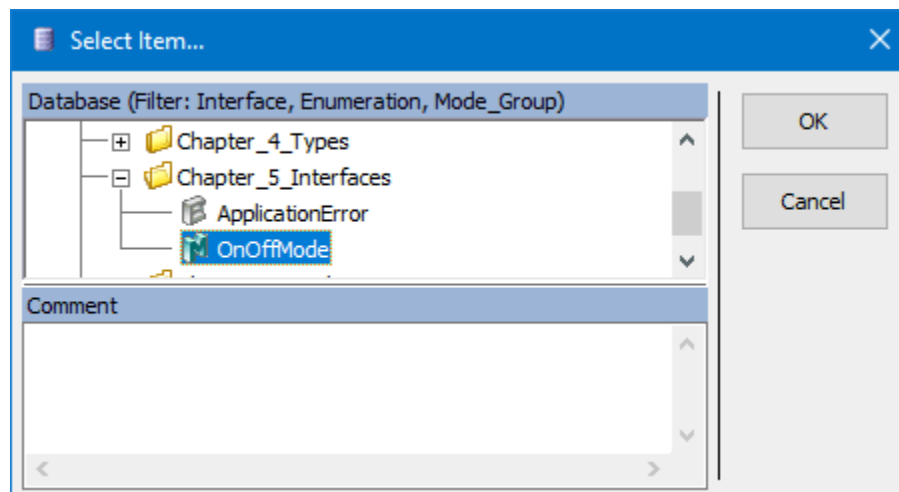 Select Item...
Database (Filter: Interface, Enumeration, Mode_Group)
Chapter_4_Types
Chapter_5_Interfaces
ApplicationError
OnOffMode
OK
Cancel
Comment